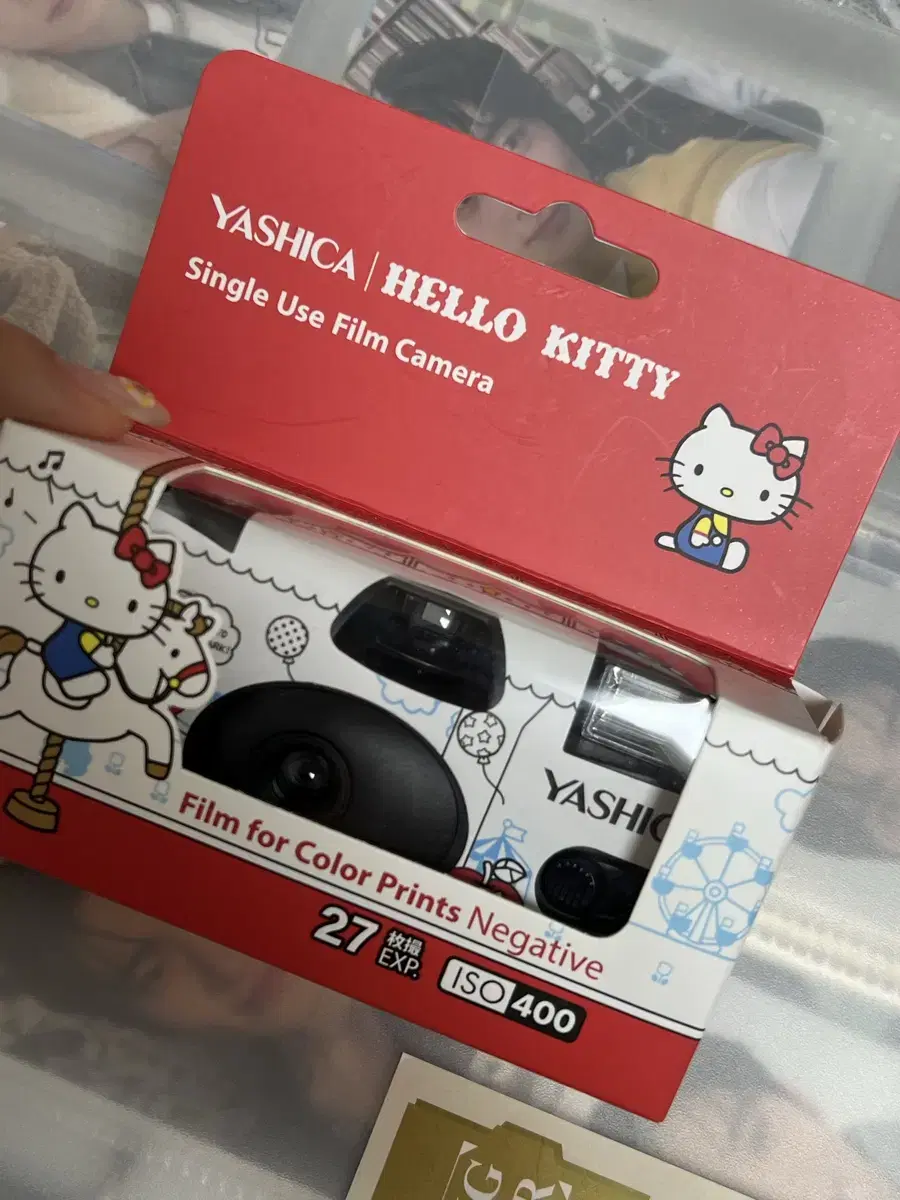 YASHICA | HELLO KITTY
Single Use Film Camera
YASHIC
Film for Color Prints Negative
27 枚撮 EXP.
ISO 400
G
R